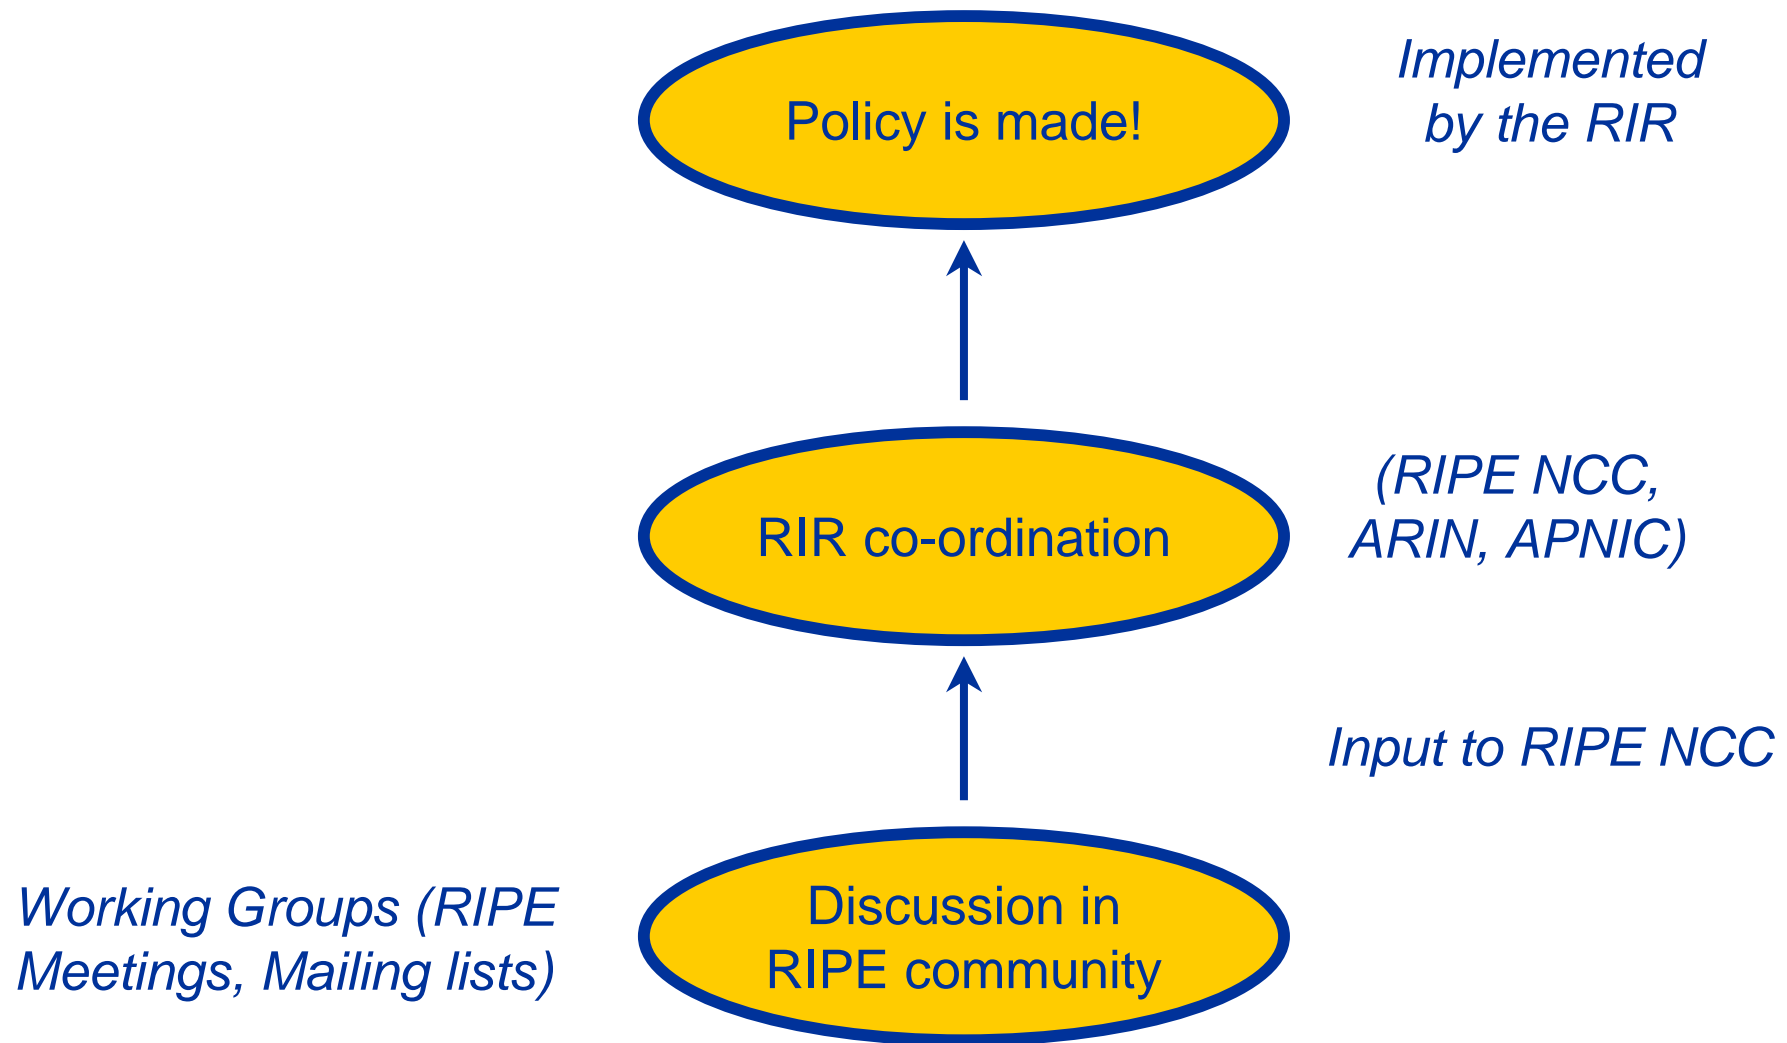 Policy is made!
Implemented
by the RIR
RIR co-ordination
(RIPE NCC,
ARIN, APNIC)
Input to RIPE NCC
Working Groups (RIPE
Meetings, Mailing lists)
Discussion in
RIPE community